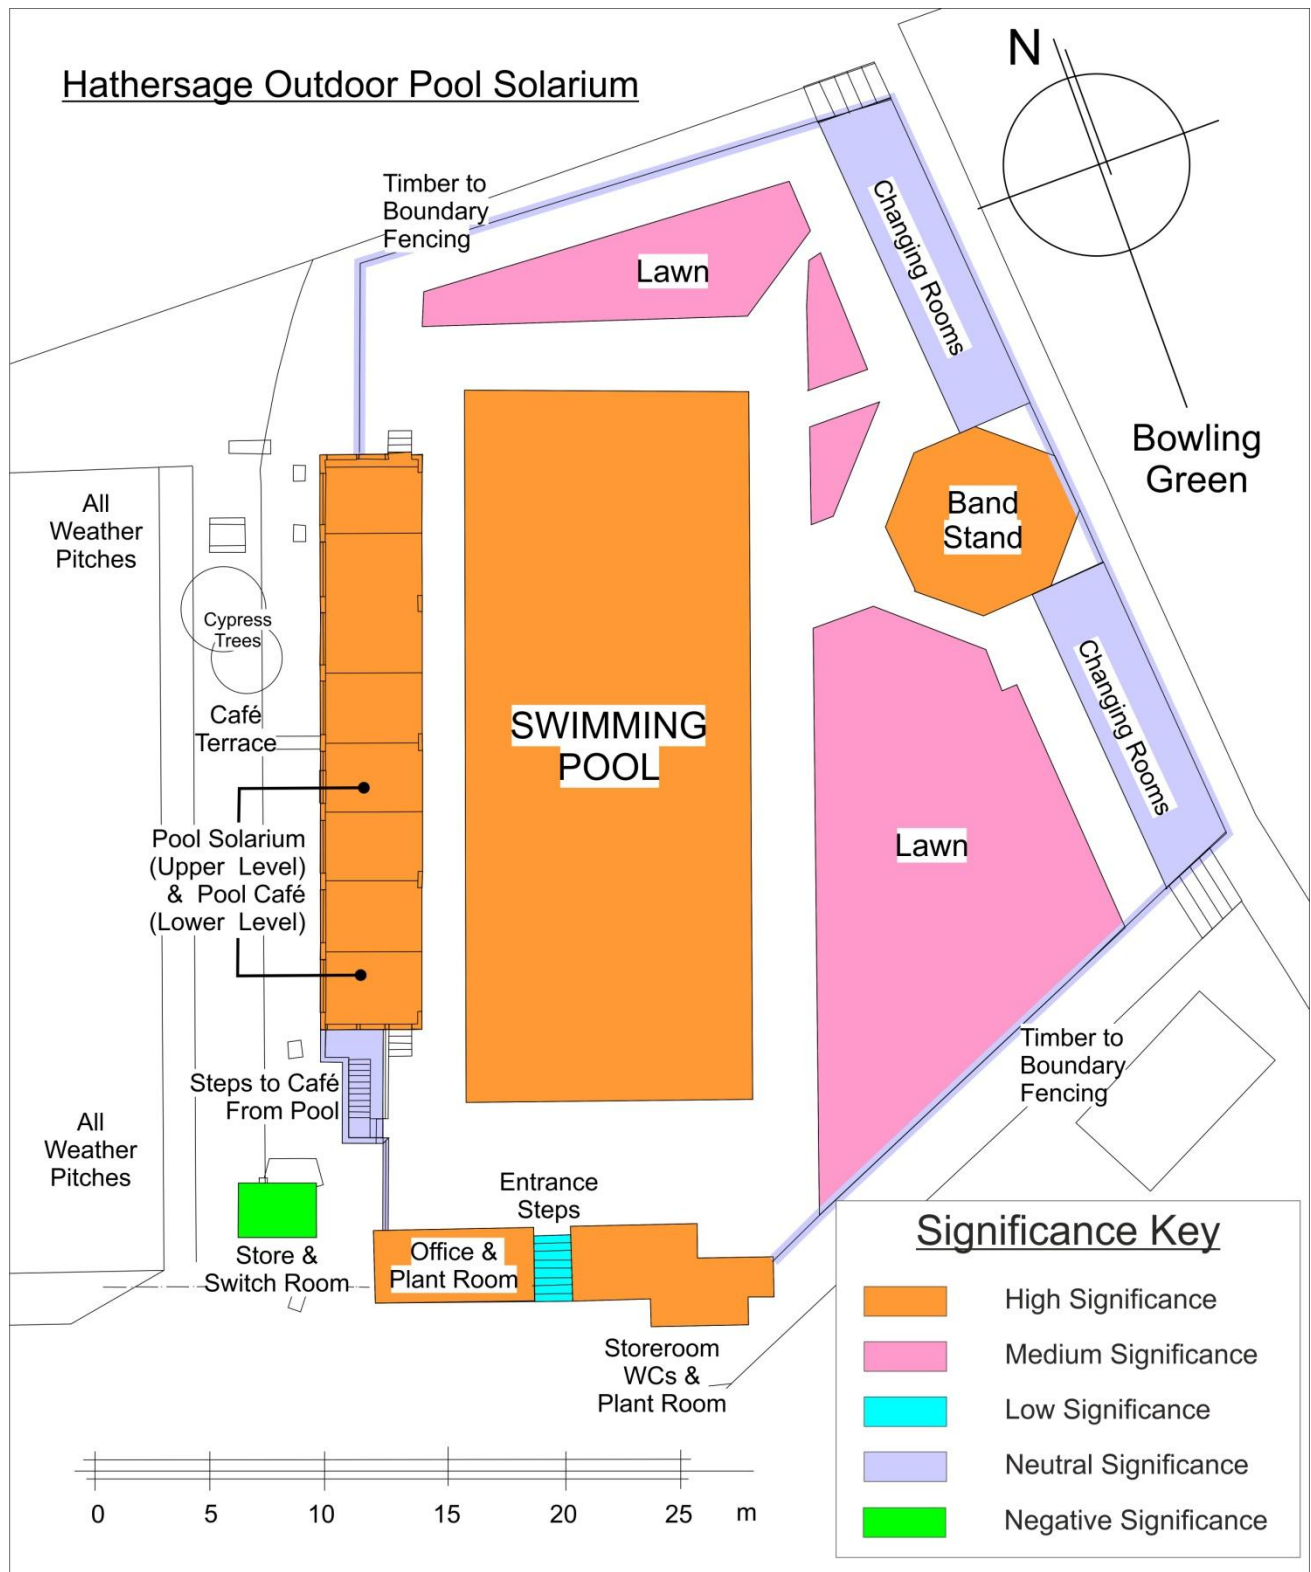 Hathersage Outdoor Pool Solarium
N
Timber to
Boundary
Fencing
Changing Rooms
Lawn
Bowling
Green
Band
Stand
All
Weather
Pitches
Cypress
Trees
Café
Terrace
SWIMMING
POOL
Changing Rooms
Pool Solarium
(Upper Level)
& Pool Café
(Lower Level)
Lawn
Timber to
Boundary
Fencing
Steps to Café
From Pool
All
Weather
Pitches
Entrance
Steps
Store &
Switch Room
Office &
Plant Room
Storeroom
WCs &
Plant Room
Significance Key
High Significance
Medium Significance
Low Significance
Neutral Significance
Negative Significance
0 5 10 15 20 25 m